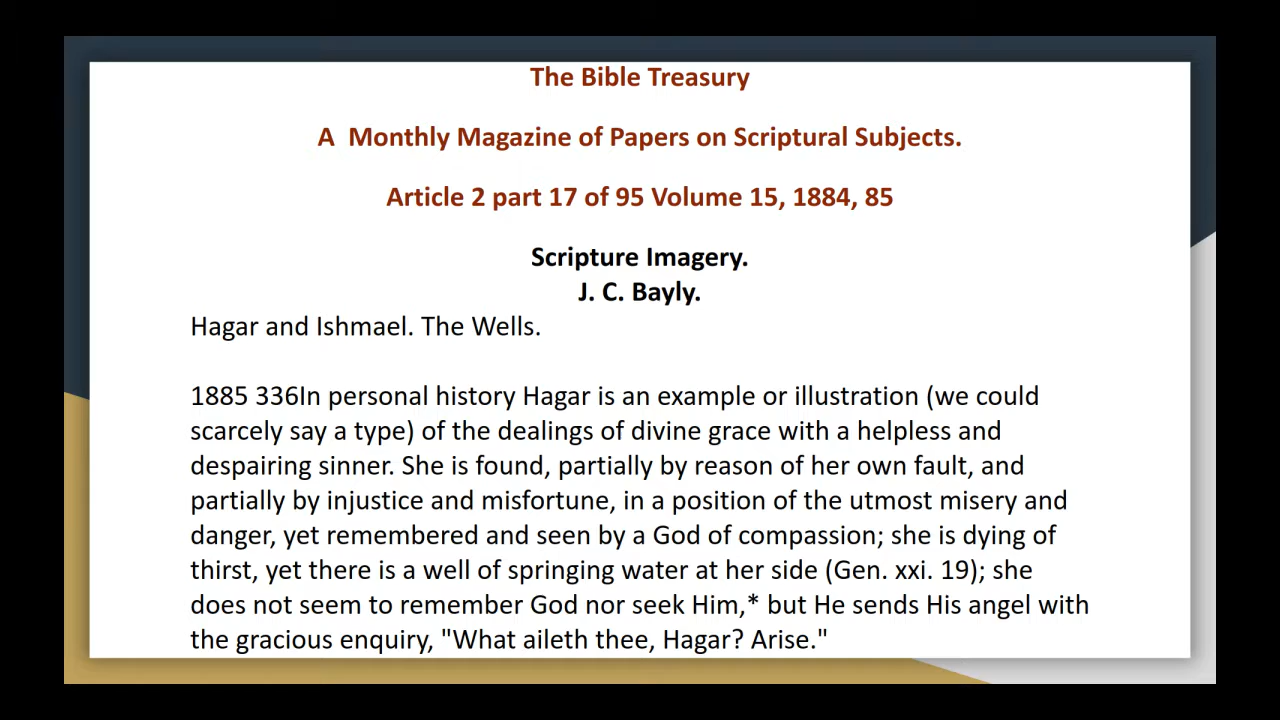 The Bible Treasury
A  Monthly Magazine of Papers on Scriptural Subjects.
Article 2 part 17 of 95 Volume 15, 1884, 85
Scripture Imagery.
J. C. Bayly.
Hagar and Ishmael. The Wells.
1885 336In personal history Hagar is an example or illustration (we could
scarcely say a type) of the dealings of divine grace with a helpless and
despairing sinner. She is found, partially by reason of her own fault, and
partially by injustice and misfortune, in a position of the utmost misery and
danger, yet remembered and seen by a God of compassion; she is dying of
thirst, yet there is a well of springing water at her side (Gen. xxi. 19); she
does not seem to remember God nor seek Him,* but He sends His angel with
the gracious enquiry, "What aileth thee, Hagar? Arise."